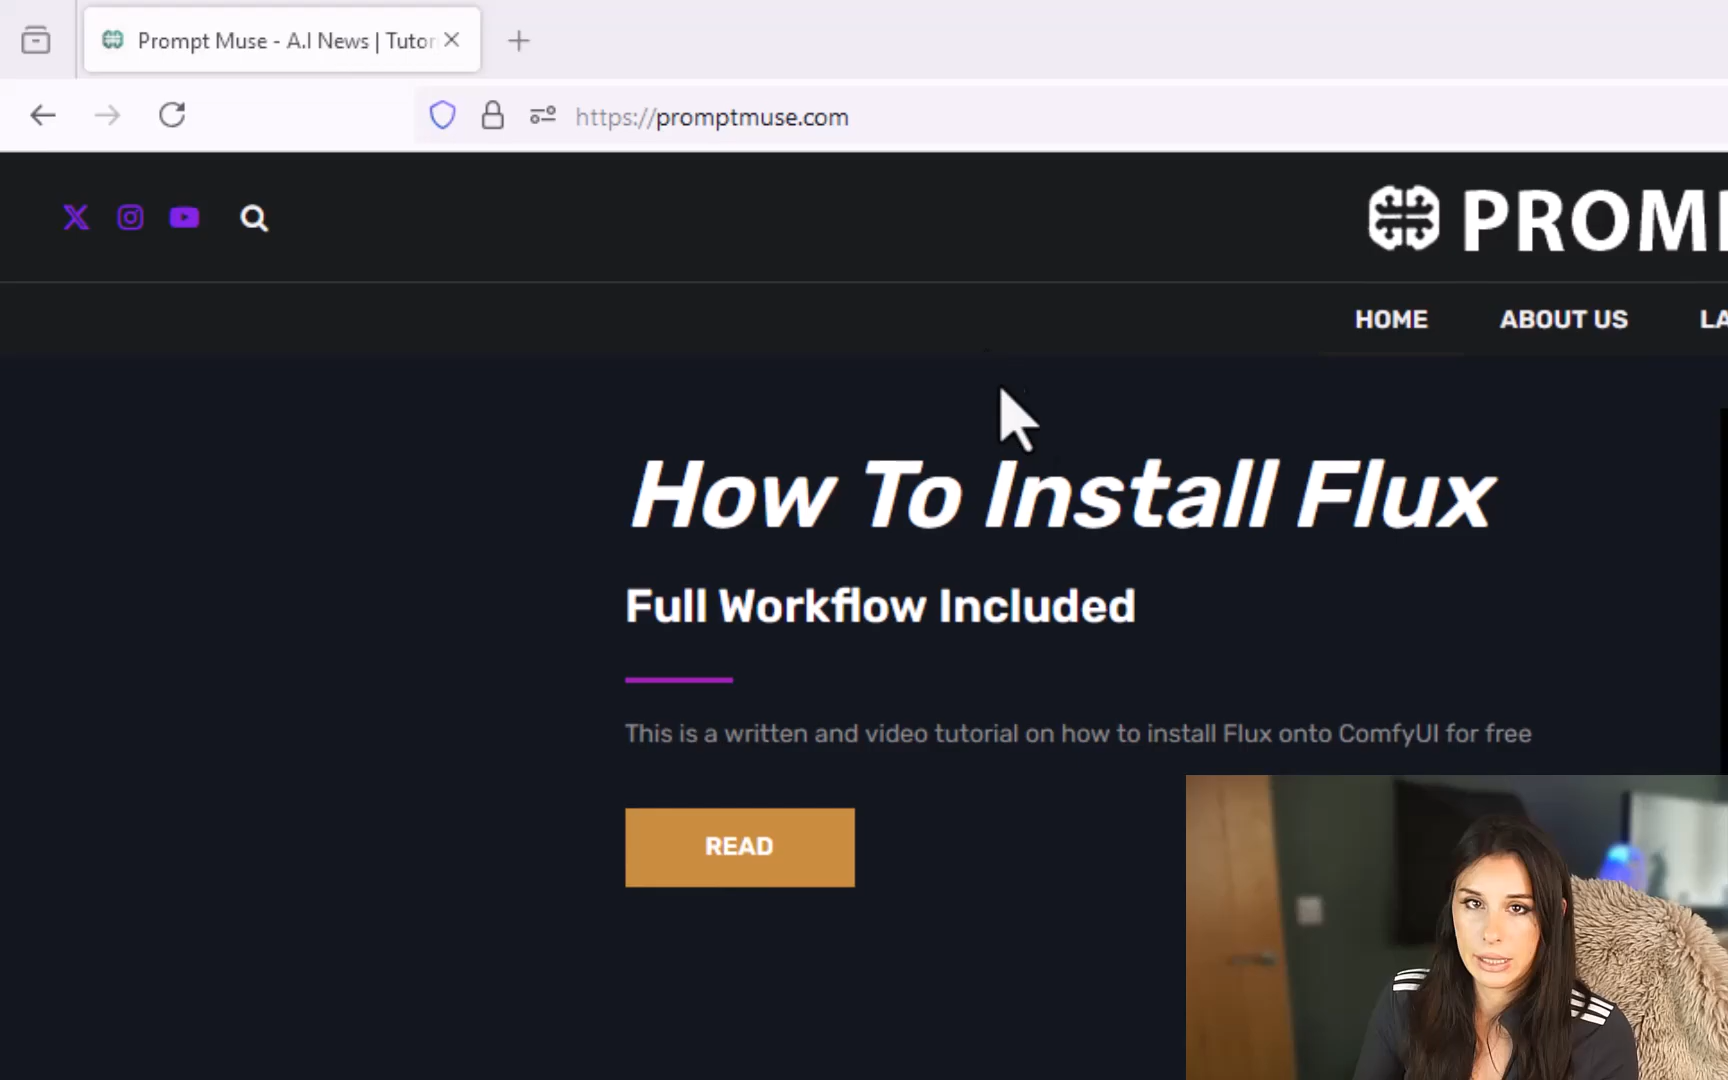 Prompt Muse - A.I News | Tutor
https://promptmuse.com
PROM
HOME ABOUT US LA
How To Install Flux
Full Workflow Included
This is a written and video tutorial on how to install Flux onto ComfyUI for free
READ